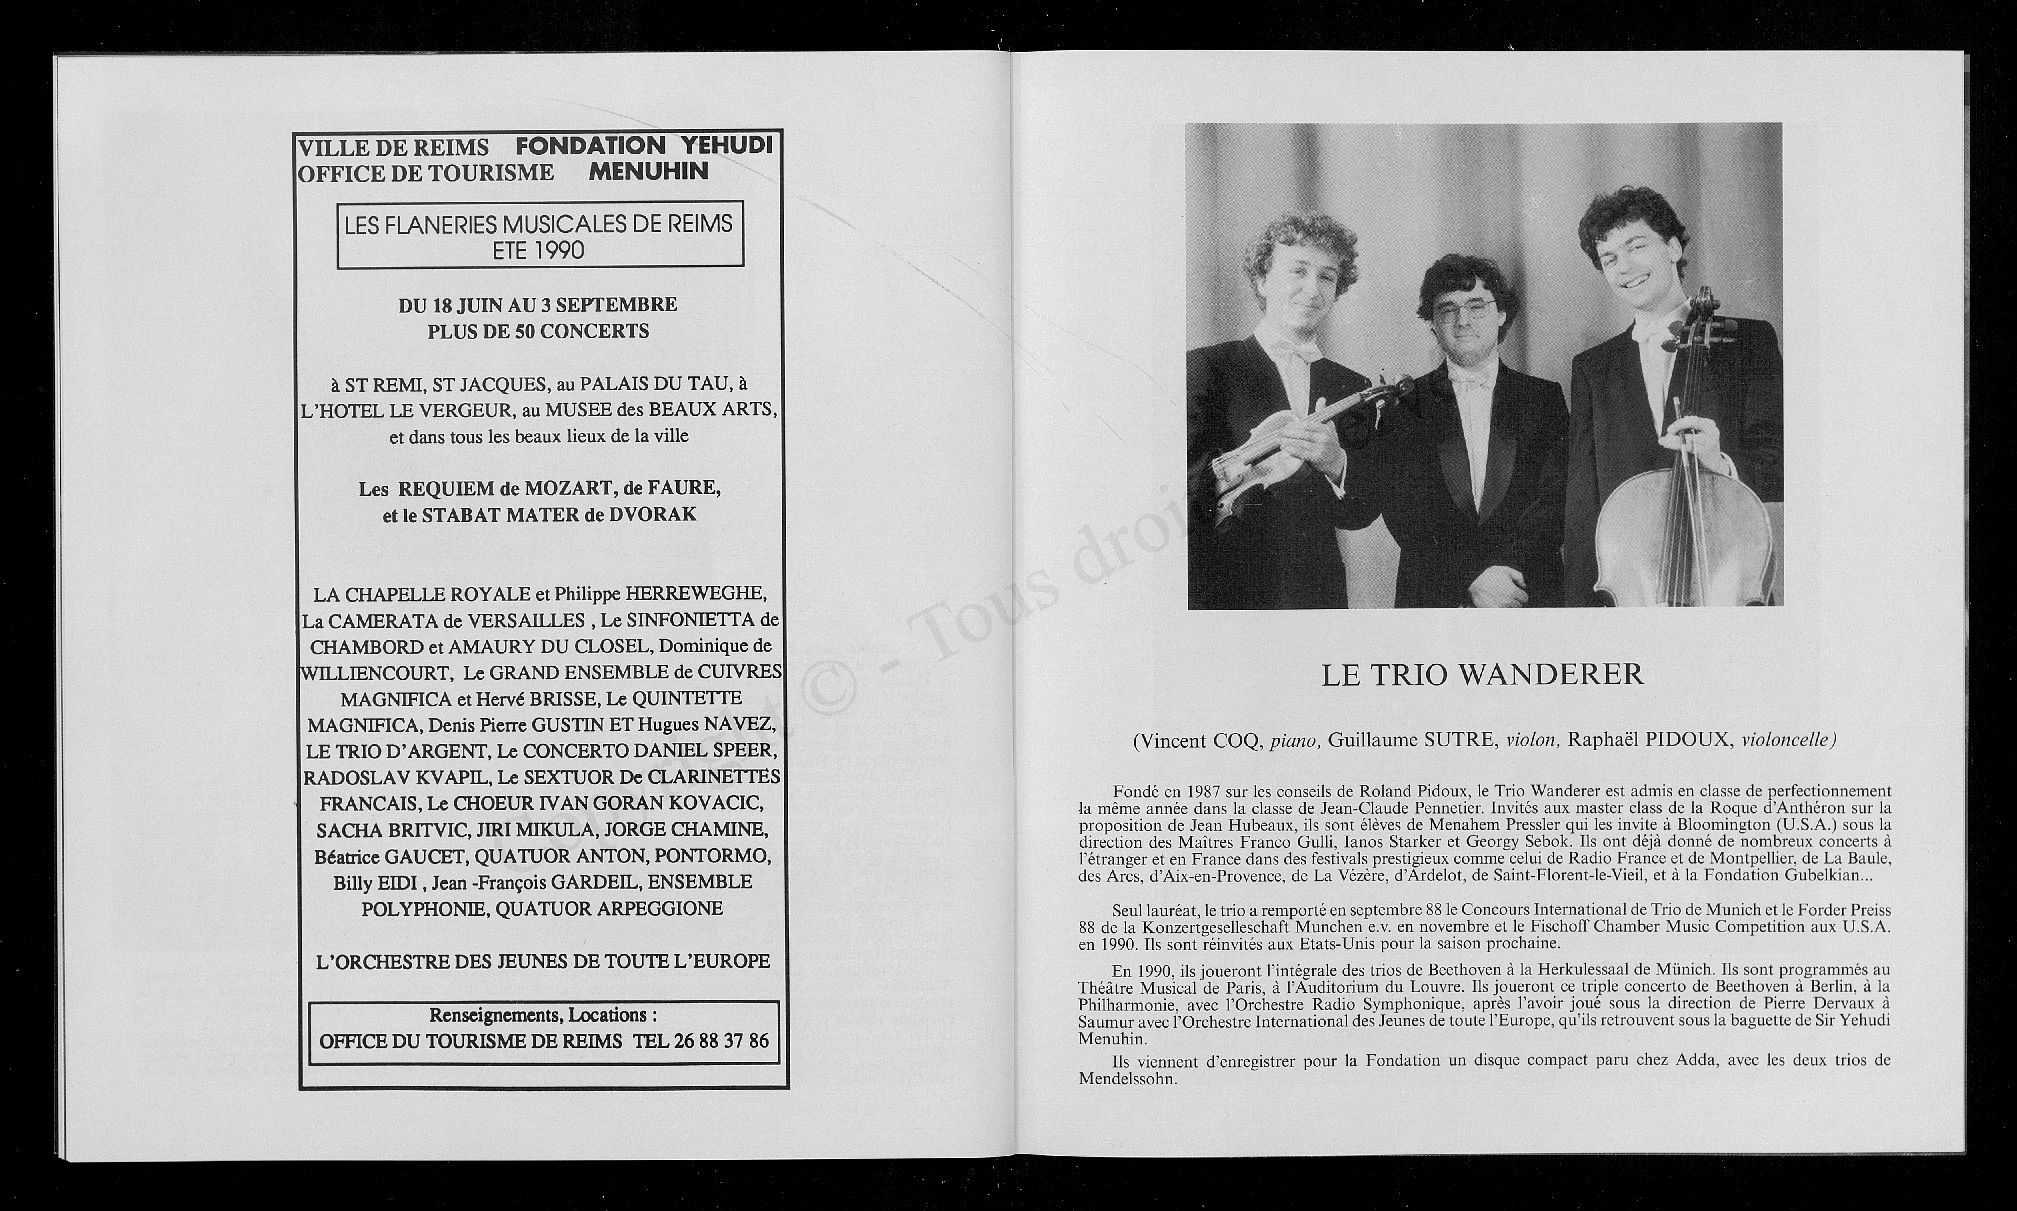 VILLE DE REIMS FONDATION YEHUDI
OFFICE DE TOURISME MENUHIN
LES FLANERIES MUSICALES DE REIMS
ETE 1990
DU 18 JUIN AU 3 SEPTEMBRE
PLUS DE 50 CONCERTS
à ST REMI, ST JACQUES, au PALAIS DU TAU, à
L'HOTEL LE VERGEUR, au MUSEE des BEAUX ARTS,
et dans tous les beaux lieux de la ville
Les REQUIEM de MOZART, de FAURE,
et le STABAT MATER de DVORAK
LA CHAPELLE ROYALE et Philippe HERREWEGHE,
La CAMERATA de VERSAILLES , Le SINFONIETTA de
CHAMBORD et AMAURY DU CLOSEL, Dominique de
WILLIENCOURT, Le GRAND ENSEMBLE de CUIVRES
MAGNIFICA et Hervé BRISSE, Le QUINTETTE
MAGNIFICA, Denis Pierre GUSTIN ET Hugues NAVEZ,
LE TRIO D'ARGENT, Le CONCERTO DANIEL SPEER,
RADOSLAV KVAPIL, Le SEXTUOR De CLARINETTES
FRANCAIS, Le CHOEUR IVAN GORAN KOVACIC,
SACHA BRITVIC, JIRI MIKULA, JORGE CHAMINE,
Béatrice GAUCET, QUATUOR ANTON, PONTORMO,
Billy EIDI , Jean -François GARDEIL, ENSEMBLE
POLYPHONIE, QUATUOR ARPEGGIONE
L'ORCHESTRE DES JEUNES DE TOUTE L'EUROPE
Renseignements, Locations :
OFFICE DU TOURISME DE REIMS TEL 26 88 37 86
Copyright © - Tous droi
LE TRIO WANDERER
(Vincent COQ, piano, Guillaume SUTRE, violon, Raphaël PIDOUX, violoncelle)
Fondé en 1987 sur les conseils de Roland Pidoux, le Trio Wanderer est admis en classe de perfectionnement
la même année dans la classe de Jean-Claude Pennetier. Invités aux master class de la Roque d'Anthéron sur la
proposition de Jean Hubeaux, ils sont élèves de Menahem Pressler qui les invite à Bloomington (U.S.A.) sous la
direction des Maîtres Franco Gulli, Ianos Starker et Georgy Sebok. Ils ont déjà donné de nombreux concerts à
l'étranger et en France dans des festivals prestigieux comme celui de Radio France et de Montpellier, de La Baule,
des Arcs, d'Aix-en-Provence, de La Vézère, d'Ardelot, de Saint-Florent-le-Vieil, et à la Fondation Gubelkian...
Seul lauréat, le trio a remporté en septembre 88 le Concours International de Trio de Munich et le Forder Preiss
88 de la Konzertgeselleschaft Munchen e.v. en novembre et le Fischoff Chamber Music Competition aux U.S.A.
en 1990. Ils sont réinvités aux Etats-Unis pour la saison prochaine.
En 1990, ils joueront l'intégrale des trios de Beethoven à la Herkulessaal de Münich. Ils sont programmés au
Théâtre Musical de Paris, à l'Auditorium du Louvre. Ils joueront ce triple concerto de Beethoven à Berlin, à la
Philharmonie, avec l'Orchestre Radio Symphonique, après l'avoir joué sous la direction de Pierre Dervaux à
Saumur avec l'Orchestre International des Jeunes de toute l'Europe, qu'ils retrouvent sous la baguette de Sir Yehudi
Menuhin.
Ils viennent d'enregistrer pour la Fondation un disque compact paru chez Adda, avec les deux trios de
Mendelssohn.